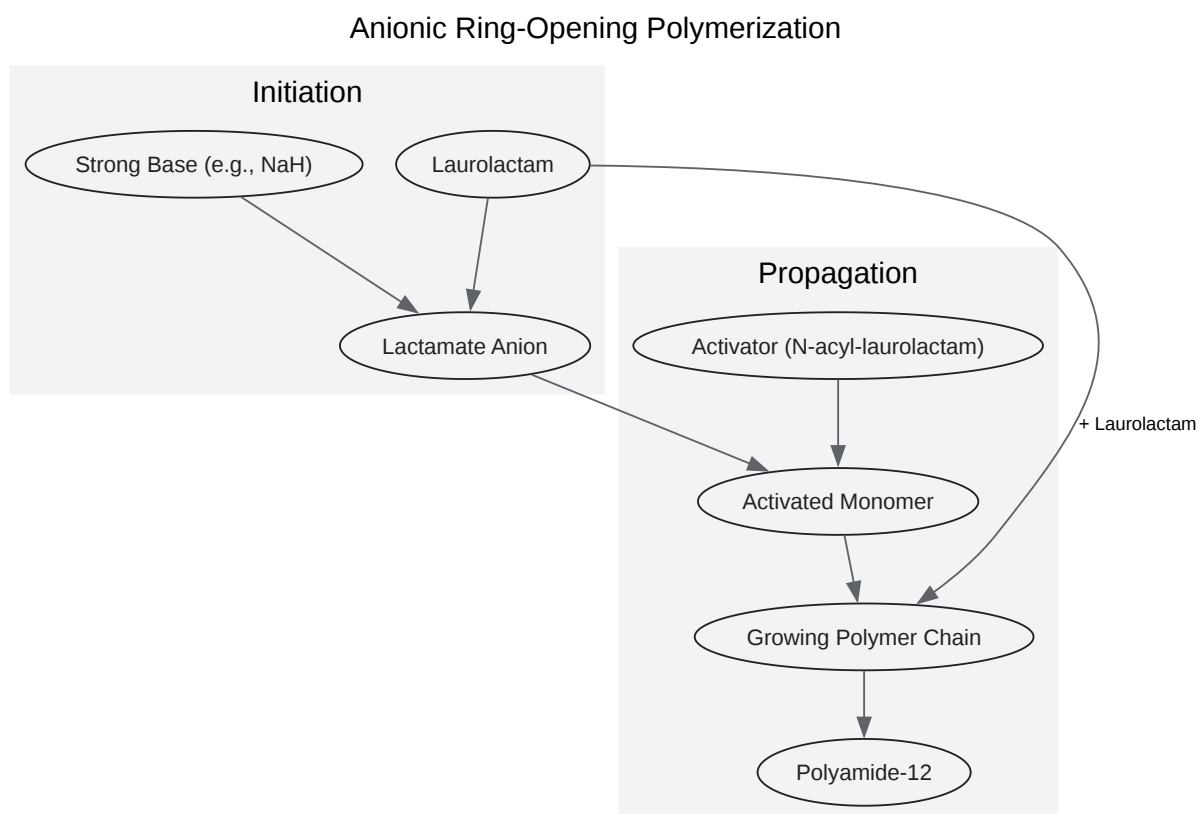 Anionic Ring-Opening Polymerization
Initiation
Strong Base (e.g., NaH)
Laurolactam
Lactamate Anion
Propagation
Activator (N-acyl-laurolactam)
+ Laurolactam
Activated Monomer
Growing Polymer Chain
Polyamide-12